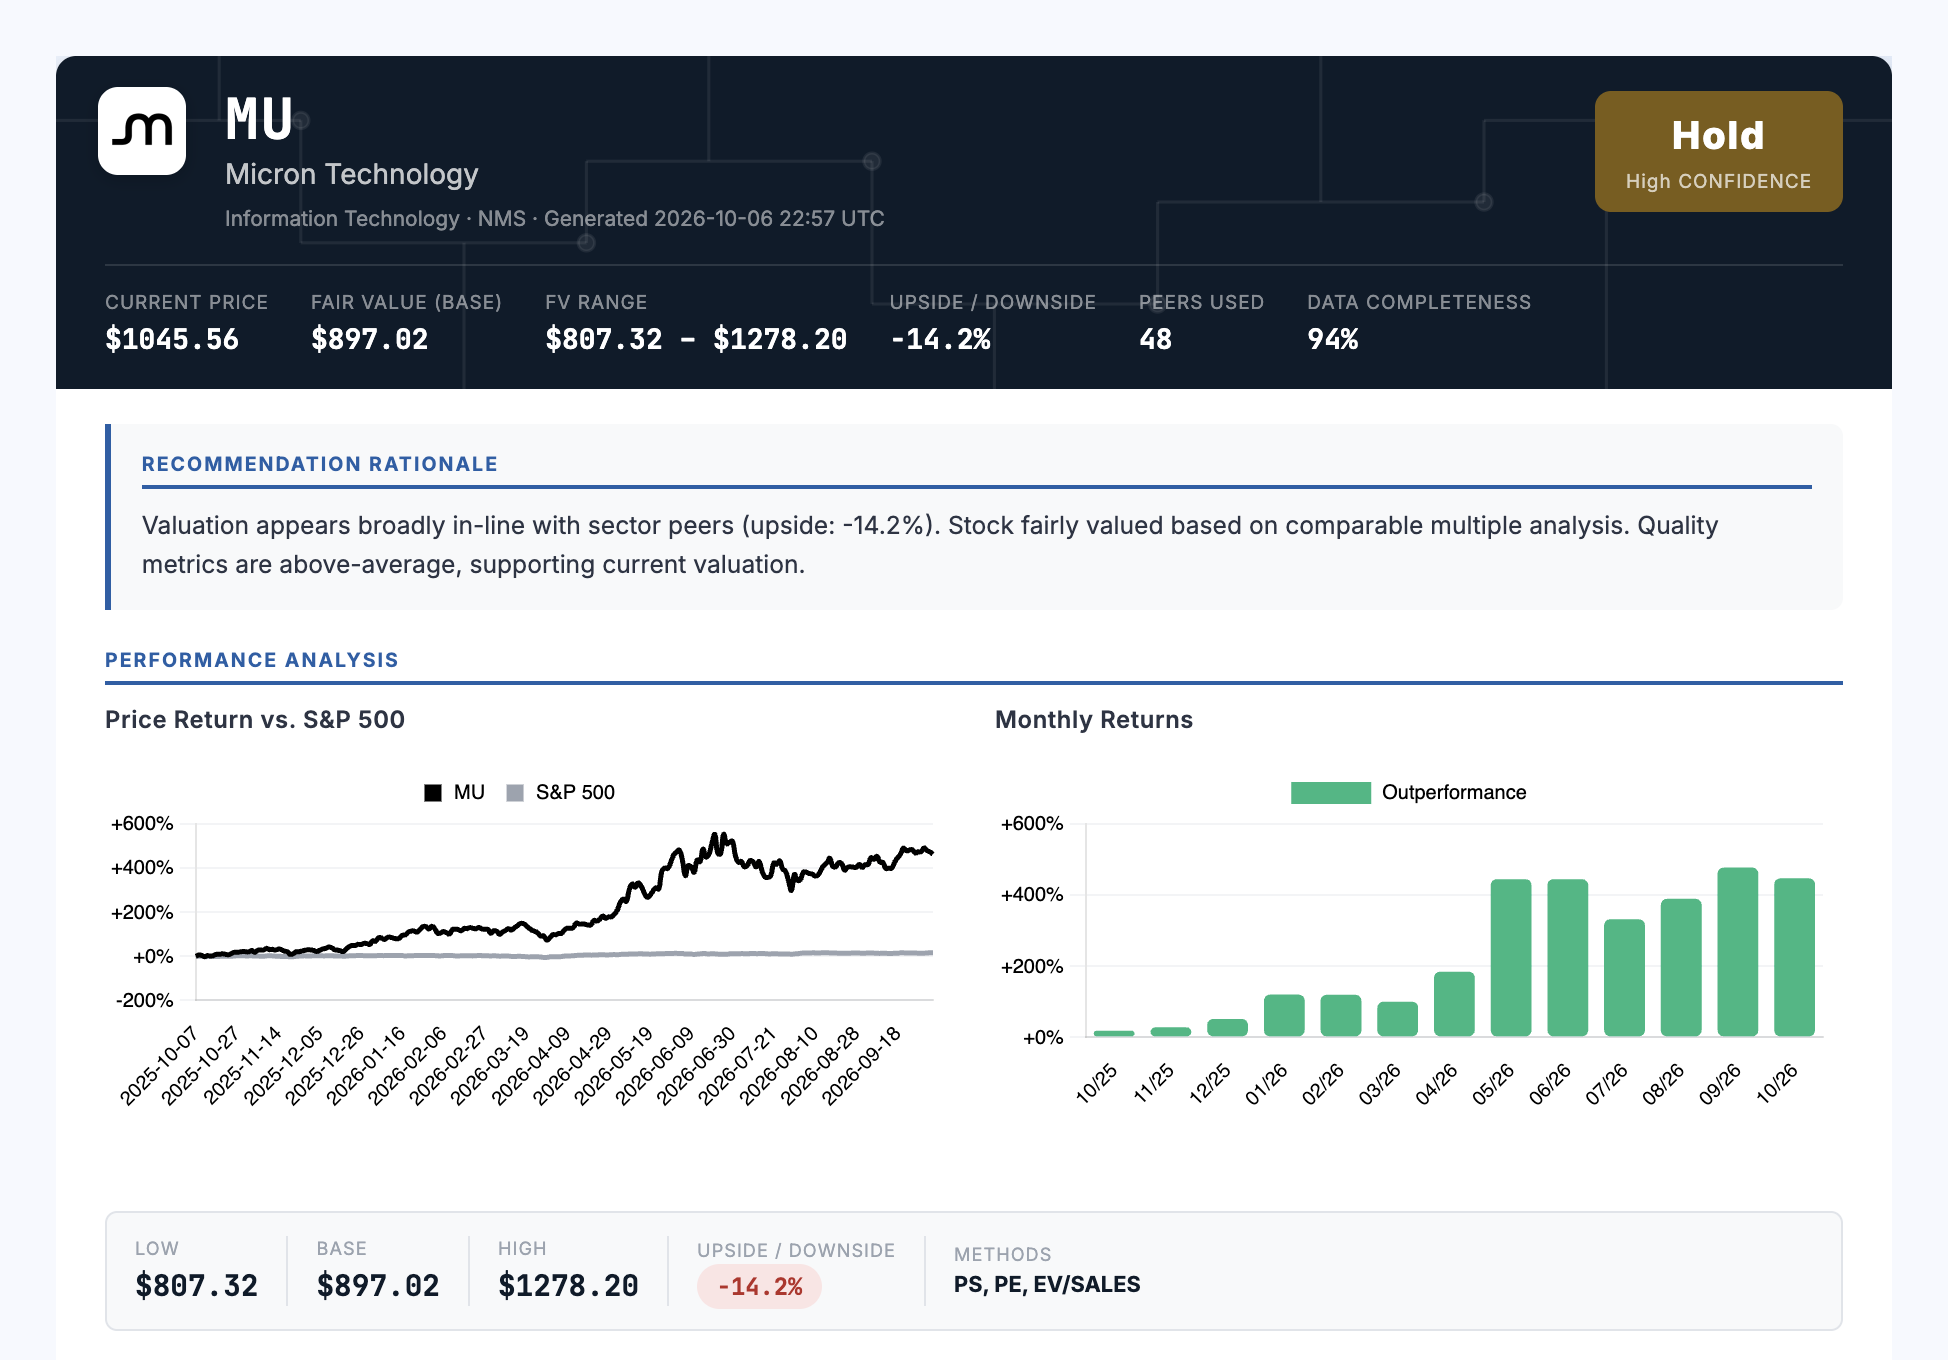 MU
Micron Technology
Information Technology · NMS · Generated 2026-10-06 22:57 UTC
Hold
High CONFIDENCE
CURRENT PRICE
$1045.56
FAIR VALUE (BASE)
$897.02
FV RANGE
$807.32 – $1278.20
UPSIDE / DOWNSIDE
-14.2%
PEERS USED
48
DATA COMPLETENESS
94%
RECOMMENDATION RATIONALE
Valuation appears broadly in-line with sector peers (upside: -14.2%). Stock fairly valued based on comparable multiple analysis. Quality
metrics are above-average, supporting current valuation.
PERFORMANCE ANALYSIS
Price Return vs. S&P 500
MU
S&P 500
+600%
+400%
+200%
+0%
-200%
2025-10-07
2025-10-27
2025-11-14
2025-12-05
2025-12-26
2026-01-16
2026-02-06
2026-02-27
2026-03-19
2026-04-09
2026-04-29
2026-05-19
2026-06-09
2026-06-30
2026-07-21
2026-08-10
2026-08-28
2026-09-18
Monthly Returns
Outperformance
+600%
+400%
+200%
+0%
10/25
11/25
12/25
01/26
02/26
03/26
04/26
05/26
06/26
07/26
08/26
09/26
10/26
LOW
$807.32
BASE
$897.02
HIGH
$1278.20
UPSIDE / DOWNSIDE
-14.2%
METHODS
PS, PE, EV/SALES